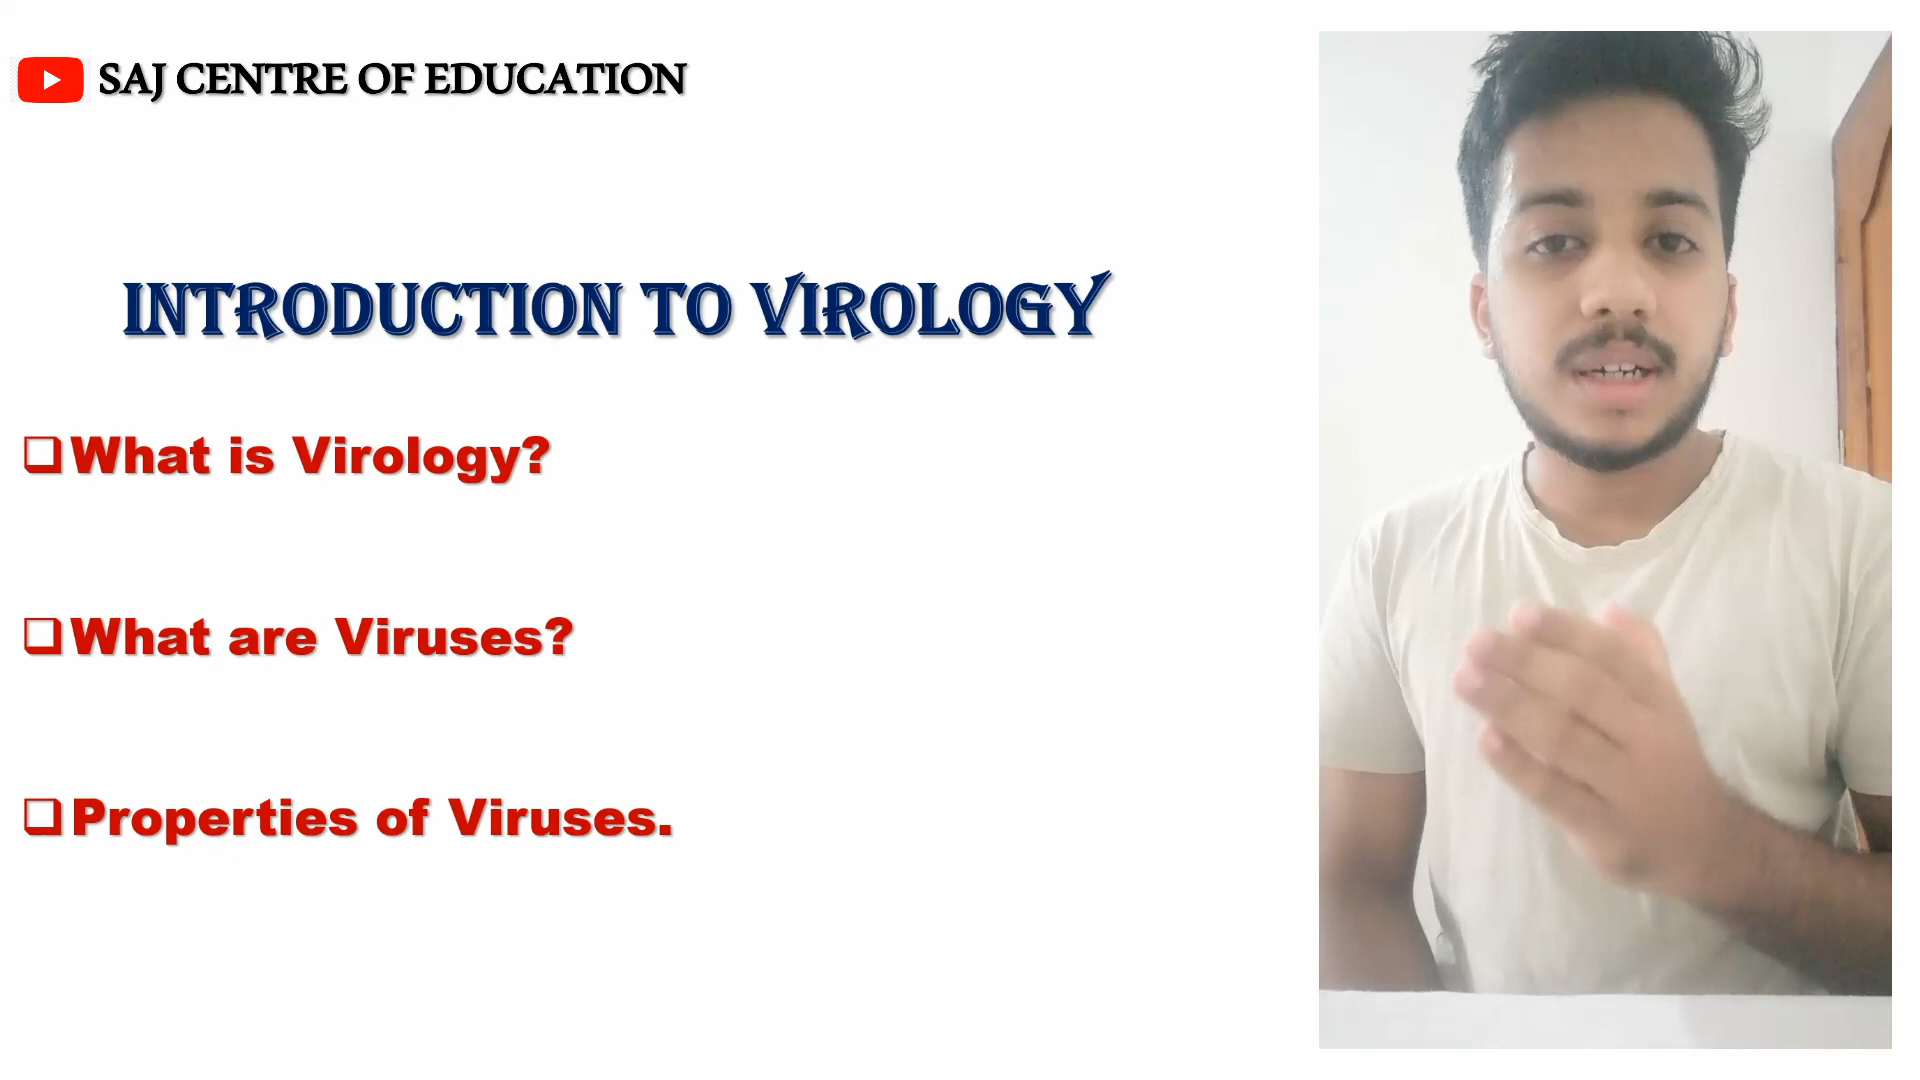 SAJ CENTRE OF EDUCATION
INTRODUCTION TO VIROLOGY
What is Virology?
What are Viruses?
Properties of Viruses.